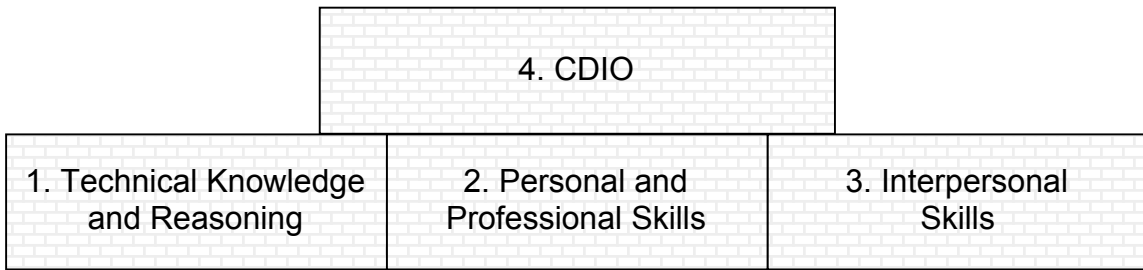 4. CDIO
1. Technical Knowledge
and Reasoning
2. Personal and
Professional Skills
3. Interpersonal
Skills